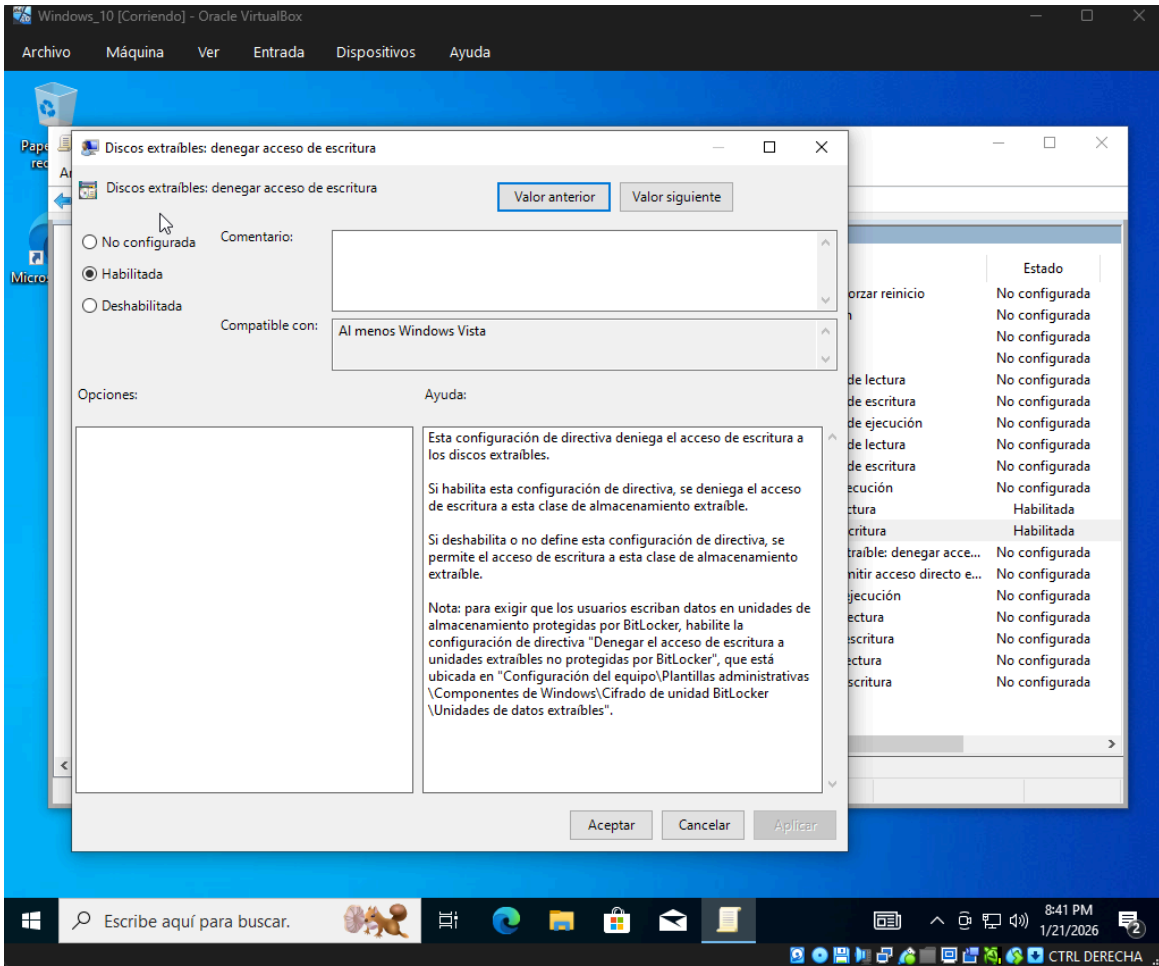 Windows_10 [Corriendo] - Oracle VirtualBox
Archivo Máquina Ver Entrada Dispositivos Ayuda
Discos extraíbles: denegar acceso de escritura
Discos extraíbles: denegar acceso de escritura
Valor anterior Valor siguiente
No configurada
Habilitada
Deshabilitada
Comentario:
Compatible con:
Al menos Windows Vista
Opciones:
Ayuda:
Esta configuración de directiva deniega el acceso de escritura a
los discos extraíbles.
Si habilita esta configuración de directiva, se deniega el acceso
de escritura a esta clase de almacenamiento extraíble.
Si deshabilita o no define esta configuración de directiva, se
permite el acceso de escritura a esta clase de almacenamiento
extraíble.
Nota: para exigir que los usuarios escriban datos en unidades de
almacenamiento protegidas por BitLocker, habilite la
configuración de directiva "Denegar el acceso de escritura a
unidades extraíbles no protegidas por BitLocker", que está
ubicada en "Configuración del equipo\Plantillas administrativas
\Componentes de Windows\Cifrado de unidad BitLocker
\Unidades de datos extraíbles".
Aceptar Cancelar Aplicar
Estado
orzar reinicio No configurada
n No configurada
No configurada
No configurada
de lectura No configurada
de escritura No configurada
de ejecución No configurada
de lectura No configurada
de escritura No configurada
ecución No configurada
ctura Habilitada
critura Habilitada
traíble: denegar acce... No configurada
mitir acceso directo e... No configurada
ejecución No configurada
ectura No configurada
escritura No configurada
ectura No configurada
scritura No configurada
Pape
rec
Micro
Escribe aquí para buscar.
8:41 PM
1/21/2026
2
CTRL DERECHA